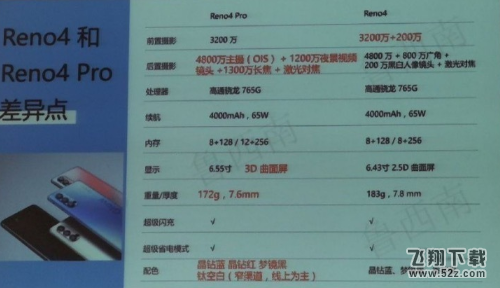 Reno4 和
Reno4 Pro
差异点
Reno4 Pro Reno4
前置摄影 3200 万 3200万+200万
后置摄影 4800万主摄（OIS）+ 1200万夜景视频 4800 万 + 800 万广角 +
镜头 +1300万长焦 + 激光对焦 200 万黑白人像镜头 + 激光对焦
处理器 高通骁龙 765G 高通骁龙 765G
续航 4000mAh，65W 4000mAh，65W
内存 8+128 / 12+256 8+128 / 8+256
显示 6.55寸 3D 曲面屏 6.43寸 2.5D 曲面屏
重量/厚度 172g，7.6mm 183g，7.8 mm
超级闪充 √ √
超级省电模式 √ √
配色 晶钻蓝 晶钻红 梦镜黑 晶钻蓝、
钛空白（窄渠道，线上为主）
鲁西南
鲁西南
飞翔下载
www.52z.com